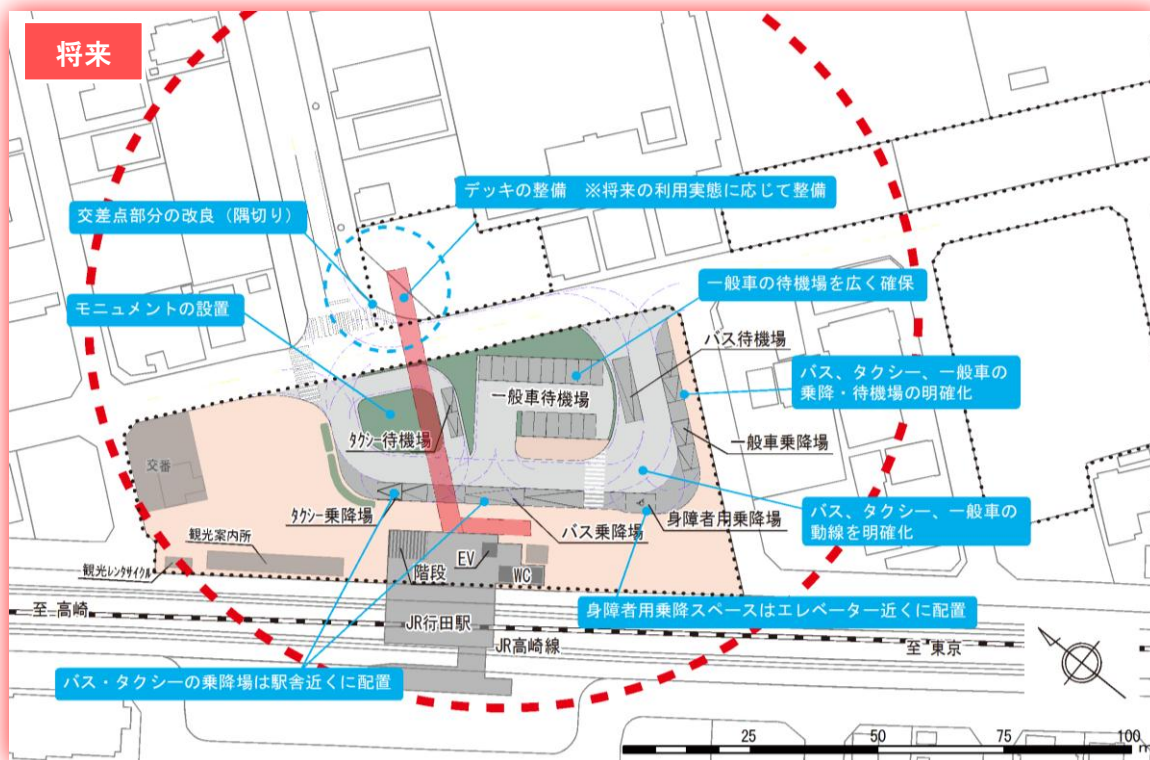 将来
デッキの整備　※将来の利用実態に応じて整備
交差点部分の改良（隅切り）
一般車の待機場を広く確保
モニュメントの設置
バス待機場
バス、タクシー、一般車の
乗降・待機場の明確化
一般車待機場
タクシー待機場
一般車乗降場
交番
タクシー乗降場
バス乗降場
身障者用乗降場
バス、タクシー、一般車の
動線を明確化
観光案内所
EV
階段
WC
観光レンタサイクル
身障者用乗降スペースはエレベーター近くに配置
至 高崎
JR行田駅
JR高崎線
至 東京
バス・タクシーの乗降場は駅舎近くに配置
25
50
75
100
m